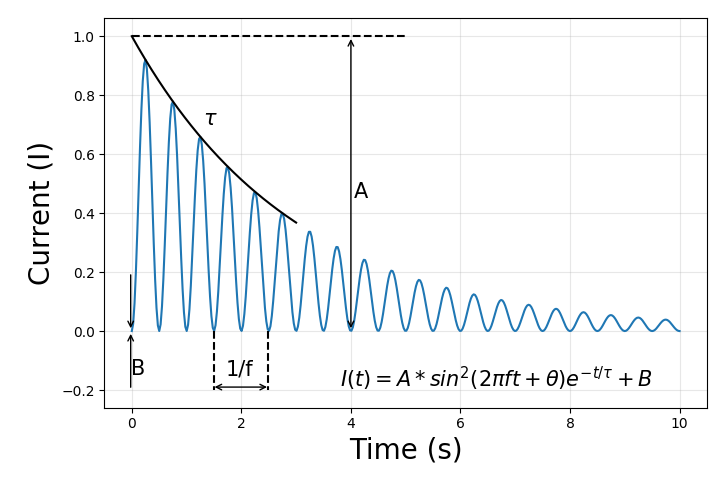 1.0
0.8
0.6
0.4
0.2
0.0
−0.2
Current (I)
τ
A
B
1/f
I(t) = A * sin²(2πft + θ)e^{−t/τ} + B
0 2 4 6 8 10
Time (s)